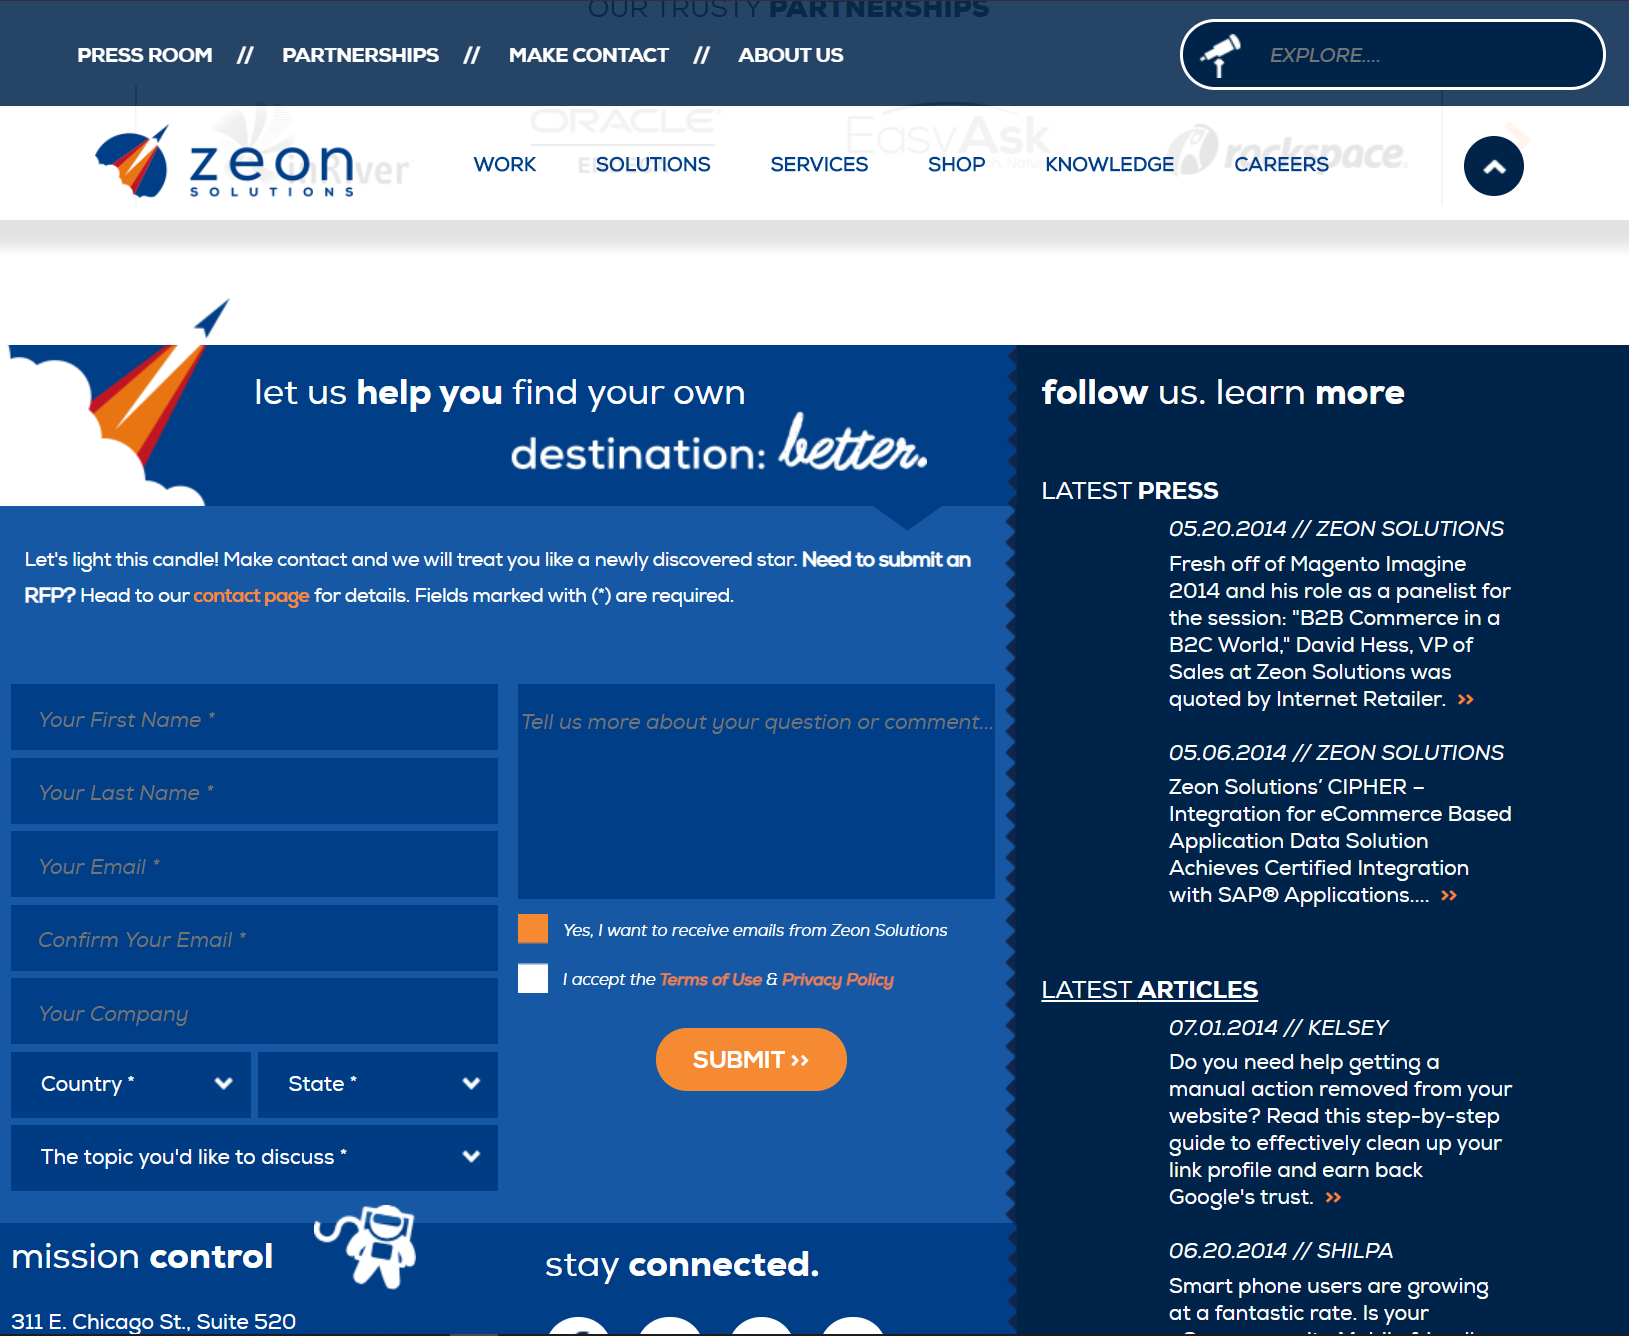 OUR TRUSTY PARTNERSHIPS
PRESS ROOM // PARTNERSHIPS // MAKE CONTACT // ABOUT US
EXPLORE....
ORACLE
EasyAsk
inRiver
rockspace
zeon
SOLUTIONS
WORK SOLUTIONS SERVICES SHOP KNOWLEDGE CAREERS
let us help you find your own
destination: better.
Let's light this candle! Make contact and we will treat you like a newly discovered star. Need to submit an
RFP? Head to our contact page for details. Fields marked with (*) are required.
Your First Name *
Your Last Name *
Your Email *
Confirm Your Email *
Your Company
Country *
State *
The topic you'd like to discuss *
Tell us more about your question or comment...
Yes, I want to receive emails from Zeon Solutions
I accept the Terms of Use & Privacy Policy
SUBMIT >>
mission control
311 E. Chicago St., Suite 520
stay connected.
follow us. learn more
LATEST PRESS
05.20.2014 // ZEON SOLUTIONS
Fresh off of Magento Imagine
2014 and his role as a panelist for
the session: "B2B Commerce in a
B2C World," David Hess, VP of
Sales at Zeon Solutions was
quoted by Internet Retailer. >>
05.06.2014 // ZEON SOLUTIONS
Zeon Solutions’ CIPHER –
Integration for eCommerce Based
Application Data Solution
Achieves Certified Integration
with SAP® Applications.... >>
LATEST ARTICLES
07.01.2014 // KELSEY
Do you need help getting a
manual action removed from your
website? Read this step-by-step
guide to effectively clean up your
link profile and earn back
Google's trust. >>
06.20.2014 // SHILPA
Smart phone users are growing
at a fantastic rate. Is your